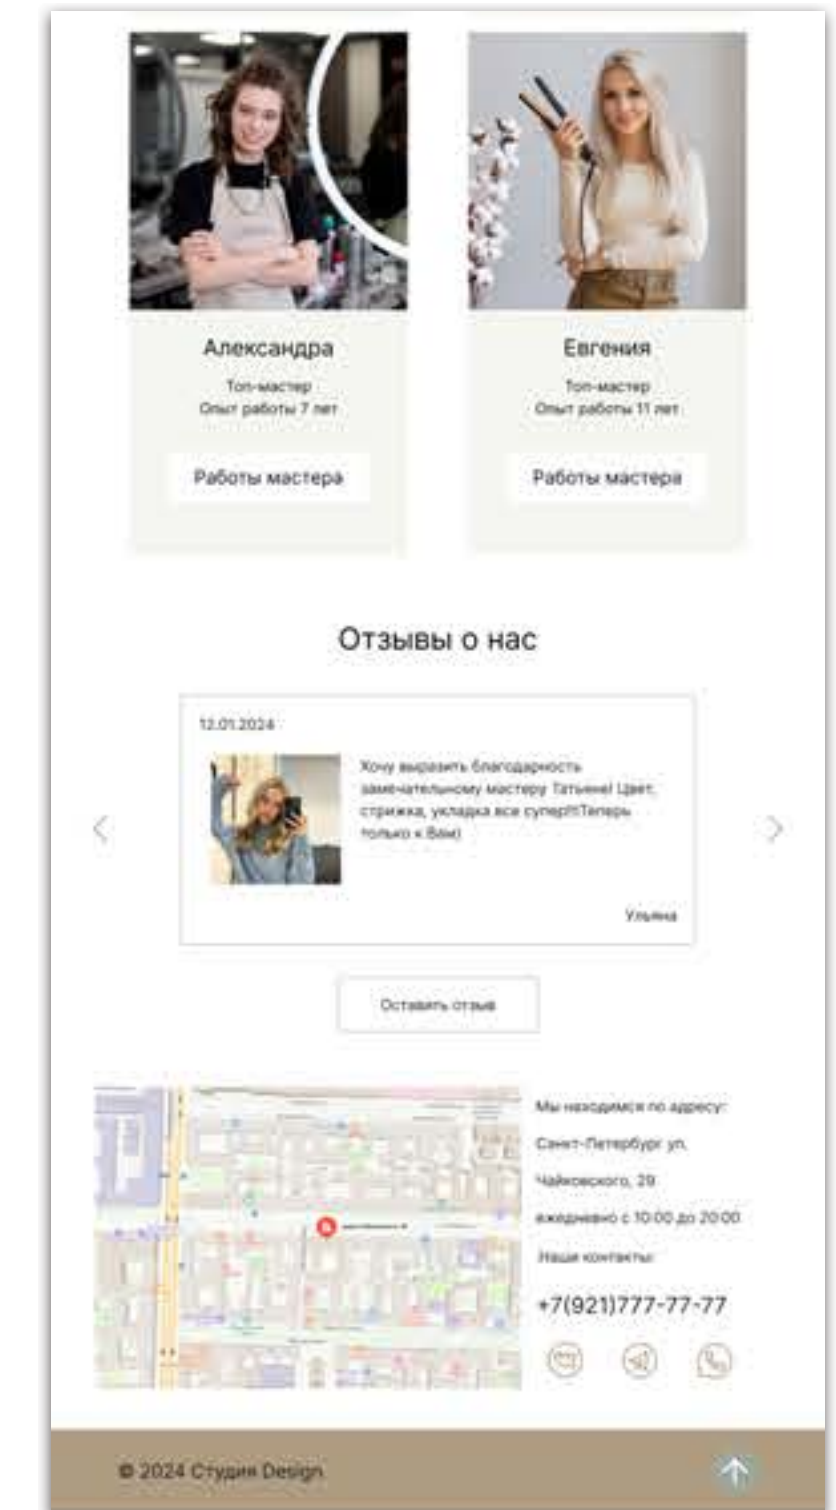 Александра
Топ-мастер
Опыт работы 7 лет
Работы мастера
Евгения
Топ-мастер
Опыт работы 11 лет
Работы мастера
Отзывы о нас
12.01.2024
Хочу выразить благодарность
замечательному мастеру Татьяне! Цвет,
стрижка, укладка все супер!!!Теперь
только к Вам)
Ульяна
Оставить отзыв
Мы находимся по адресу:
Санкт-Петербург ул.
Чайковского, 29
ежедневно с 10:00 до 20:00
Наши контакты:
+7(921)777-77-77
© 2024 Студия Design